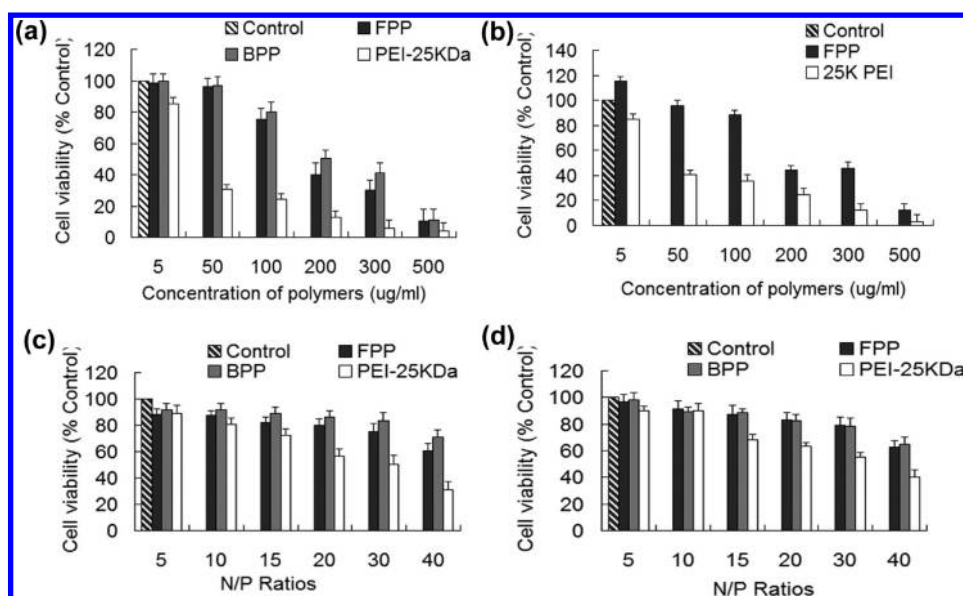 (a)
Control
FPP
BPP
PEI-25KDa
Cell viability (% Control)
120
100
80
60
40
20
0
5 50 100 200 300 500
Concentration of polymers (ug/ml)
(b)
Control
FPP
25K PEI
Cell viability (% Control)
140
120
100
80
60
40
20
0
5 50 100 200 300 500
Concentration of polymers (ug/ml)
(c)
Control
FPP
BPP
PEI-25KDa
Cell viability (% Control)
120
100
80
60
40
20
0
5 10 15 20 30 40
N/P Ratios
(d)
Control
FPP
BPP
PEI-25KDa
Cell viability (% Control)
120
100
80
60
40
20
0
5 10 15 20 30 40
N/P Ratios